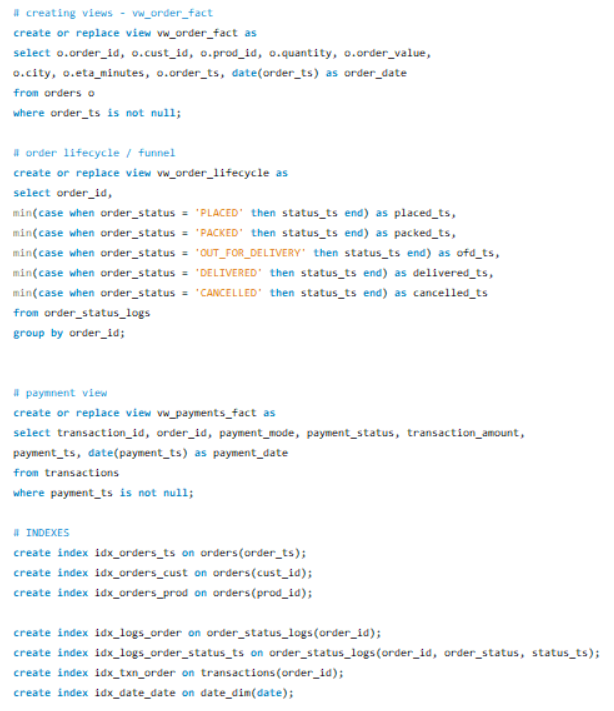 # creating views - vw_order_fact
create or replace view vw_order_fact as
select o.order_id, o.cust_id, o.prod_id, o.quantity, o.order_value,
o.city, o.eta_minutes, o.order_ts, date(order_ts) as order_date
from orders o
where order_ts is not null;
# order lifecycle / funnel
create or replace view vw_order_lifecycle as
select order_id,
min(case when order_status = 'PLACED' then status_ts end) as placed_ts,
min(case when order_status = 'PACKED' then status_ts end) as packed_ts,
min(case when order_status = 'OUT_FOR_DELIVERY' then status_ts end) as ofd_ts,
min(case when order_status = 'DELIVERED' then status_ts end) as delivered_ts,
min(case when order_status = 'CANCELLED' then status_ts end) as cancelled_ts
from order_status_logs
group by order_id;
# paymnent view
create or replace view vw_payments_fact as
select transaction_id, order_id, payment_mode, payment_status, transaction_amount,
payment_ts, date(payment_ts) as payment_date
from transactions
where payment_ts is not null;
# INDEXES
create index idx_orders_ts on orders(order_ts);
create index idx_orders_cust on orders(cust_id);
create index idx_orders_prod on orders(prod_id);
create index idx_logs_order on order_status_logs(order_id);
create index idx_logs_order_status_ts on order_status_logs(order_id, order_status, status_ts);
create index idx_txn_order on transactions(order_id);
create index idx_date_date on date_dim(date);